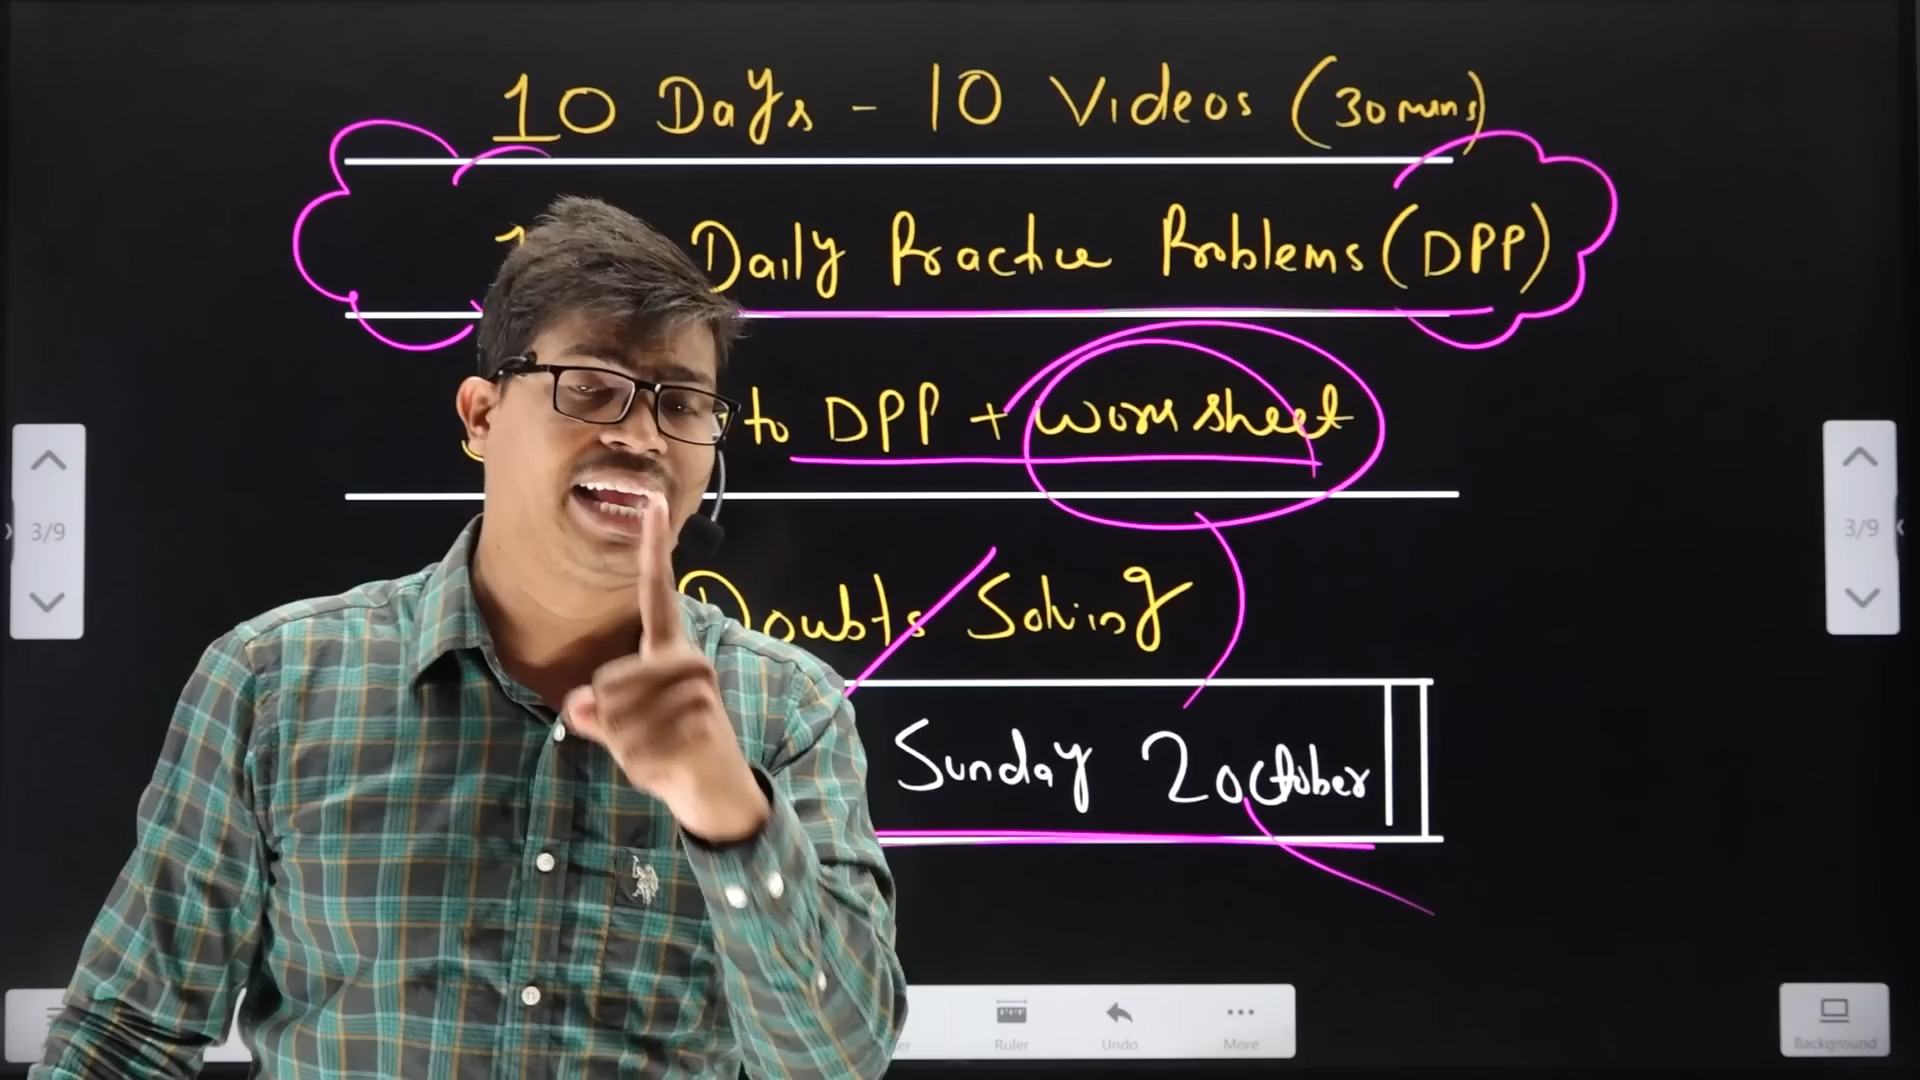 10 Days - 10 Videos (30 mins)
Daily Practice Problems (DPP)
to DPP + Worksheet
Doubts Solving
Sunday 2 October
3/9
3/9
Ruler
Undo
More
Background